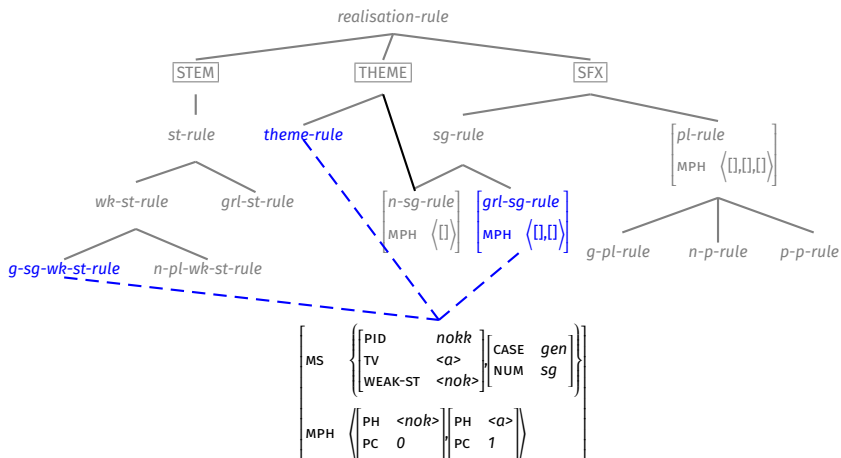 realisation-rule
STEM THEME SFX
st-rule theme-rule sg-rule pl-rule
MPH ⟨[],[],[]⟩
wk-st-rule grl-st-rule n-sg-rule grl-sg-rule
MPH ⟨[]⟩ MPH ⟨[],[]⟩
g-pl-rule n-p-rule p-p-rule
g-sg-wk-st-rule n-pl-wk-st-rule
PID nokk
MS TV <a> , CASE gen
WEAK-ST <nok> NUM sg
MPH PH <nok> , PH <a>
PC 0 PC 1